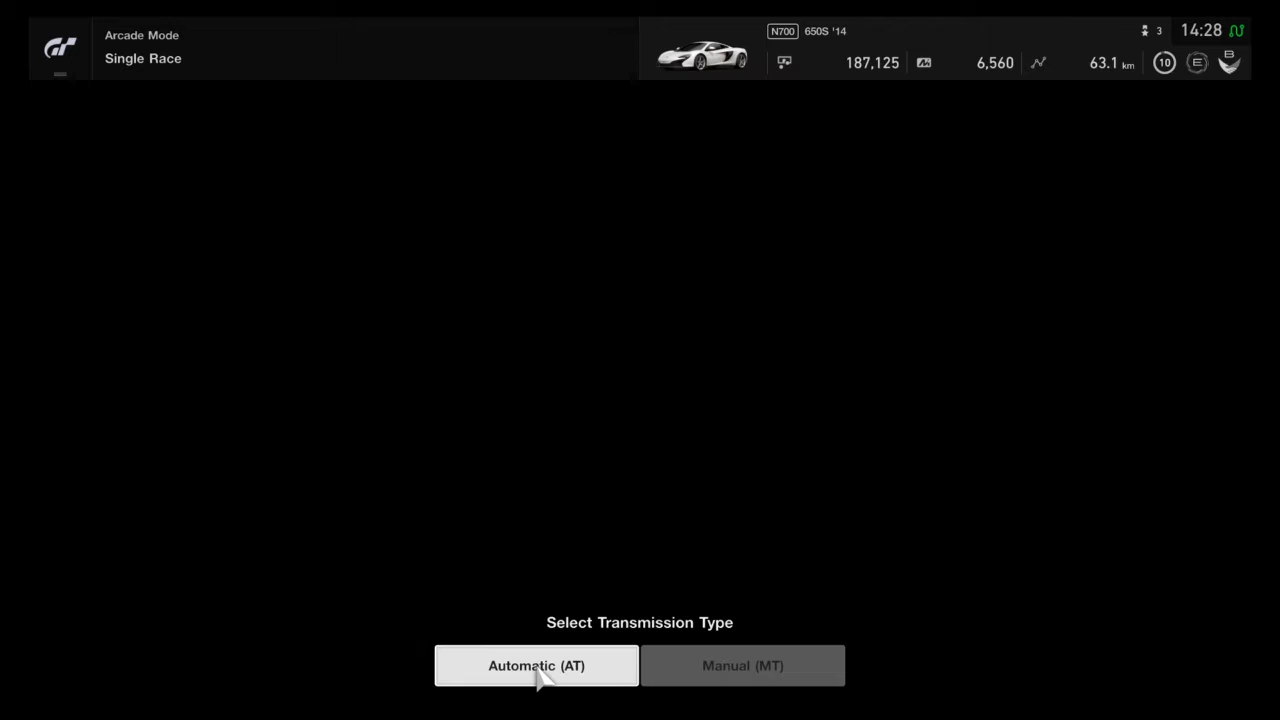 Arcade Mode
Single Race
N700 650S '14
187,125 6,560 63.1 km
3 14:28
10 E B
Select Transmission Type
Automatic (AT)
Manual (MT)